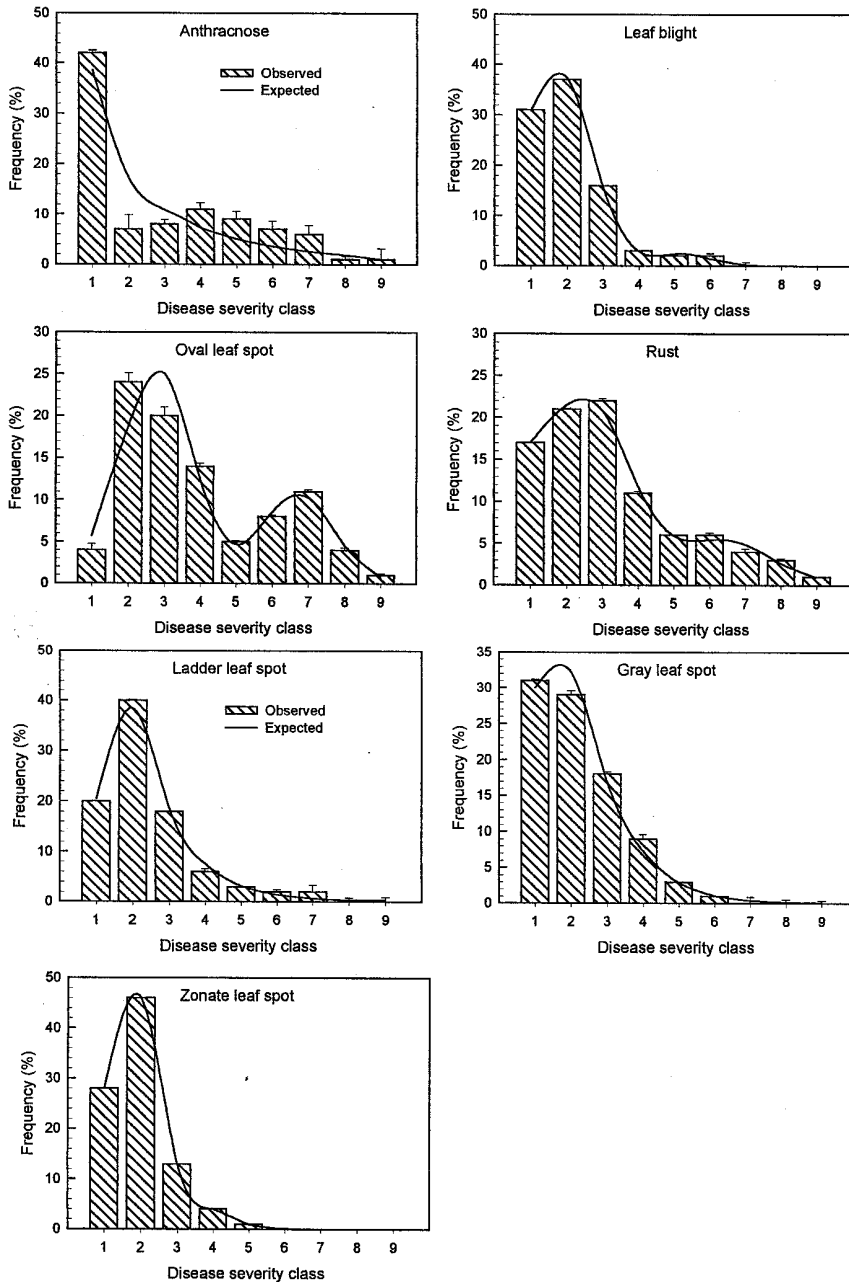 Anthracnose
Observed
Expected
Frequency (%)
50
40
30
20
10
0
1 2 3 4 5 6 7 8 9
Disease severity class
Leaf blight
Frequency (%)
50
40
30
20
10
0
1 2 3 4 5 6 7 8 9
Disease severity class
Oval leaf spot
Frequency (%)
30
25
20
15
10
5
0
1 2 3 4 5 6 7 8 9
Disease severity class
Rust
Frequency (%)
30
25
20
15
10
5
0
1 2 3 4 5 6 7 8 9
Disease severity class
Ladder leaf spot
Observed
Expected
Frequency (%)
50
40
30
20
10
0
1 2 3 4 5 6 7 8 9
Disease severity class
Gray leaf spot
Frequency (%)
35
30
25
20
15
10
5
0
1 2 3 4 5 6 7 8 9
Disease severity class
Zonate leaf spot
Frequency (%)
50
40
30
20
10
0
1 2 3 4 5 6 7 8 9
Disease severity class